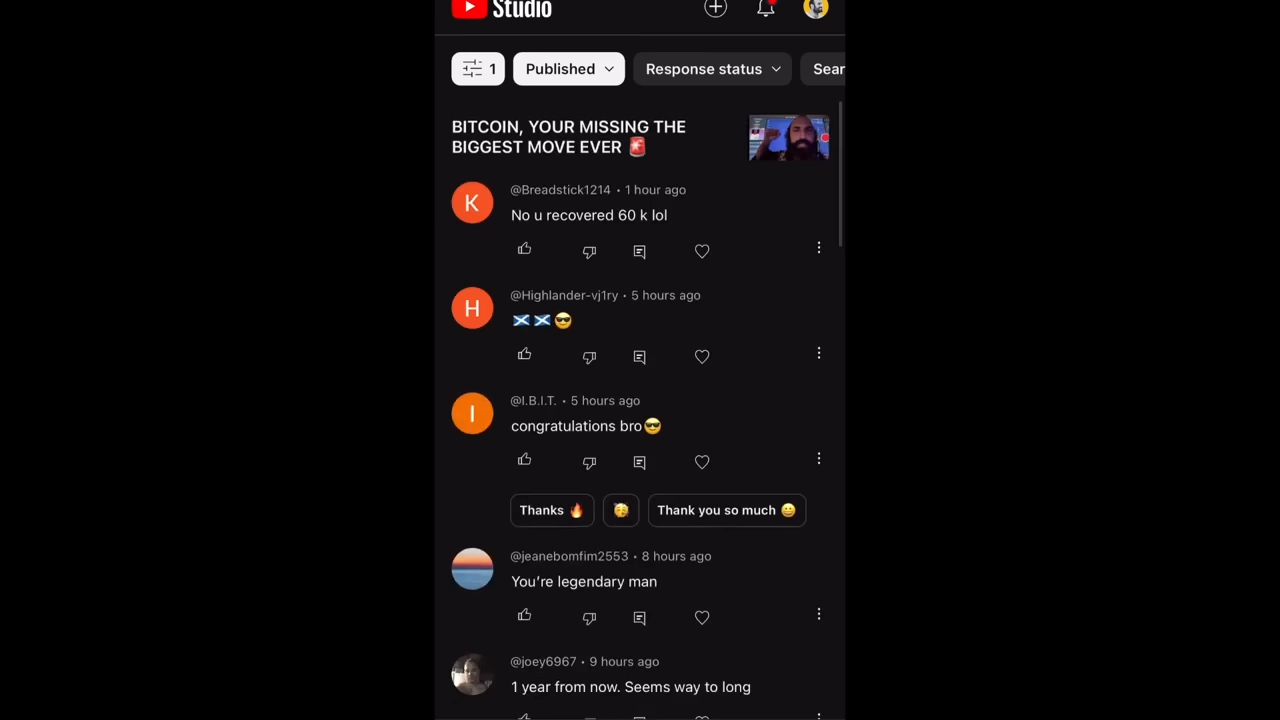 Studio
1
Published
Response status
Sear
BITCOIN, YOUR MISSING THE
BIGGEST MOVE EVER 🚨
@Breadstick1214 • 1 hour ago
K
No u recovered 60 k lol
@Highlander-vj1ry • 5 hours ago
H
🏴󠁧󠁢󠁳󠁣󠁴󠁿🏴󠁧󠁢󠁳󠁣󠁴󠁿😎
@I.B.I.T. • 5 hours ago
I
congratulations bro😎
Thanks 🔥
🥳
Thank you so much 😀
@jeanebomfim2553 • 8 hours ago
You’re legendary man
@joey6967 • 9 hours ago
1 year from now. Seems way to long